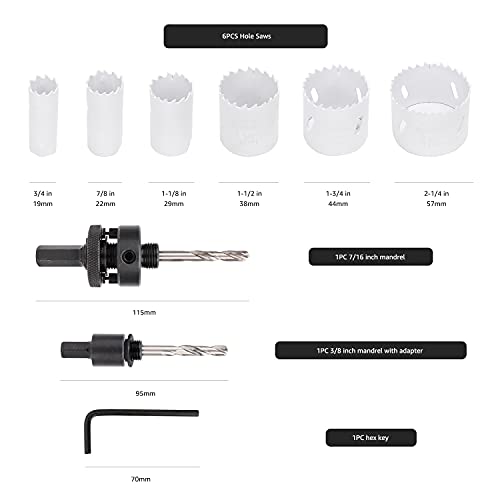 6PCS Hole Saws
3/4 in 7/8 in 1-1/8 in 1-1/2 in 1-3/4 in 2-1/4 in
19mm 22mm 29mm 38mm 44mm 57mm
1PC 7/16 inch mandrel
115mm
1PC 3/8 inch mandrel with adapter
95mm
1PC hex key
70mm